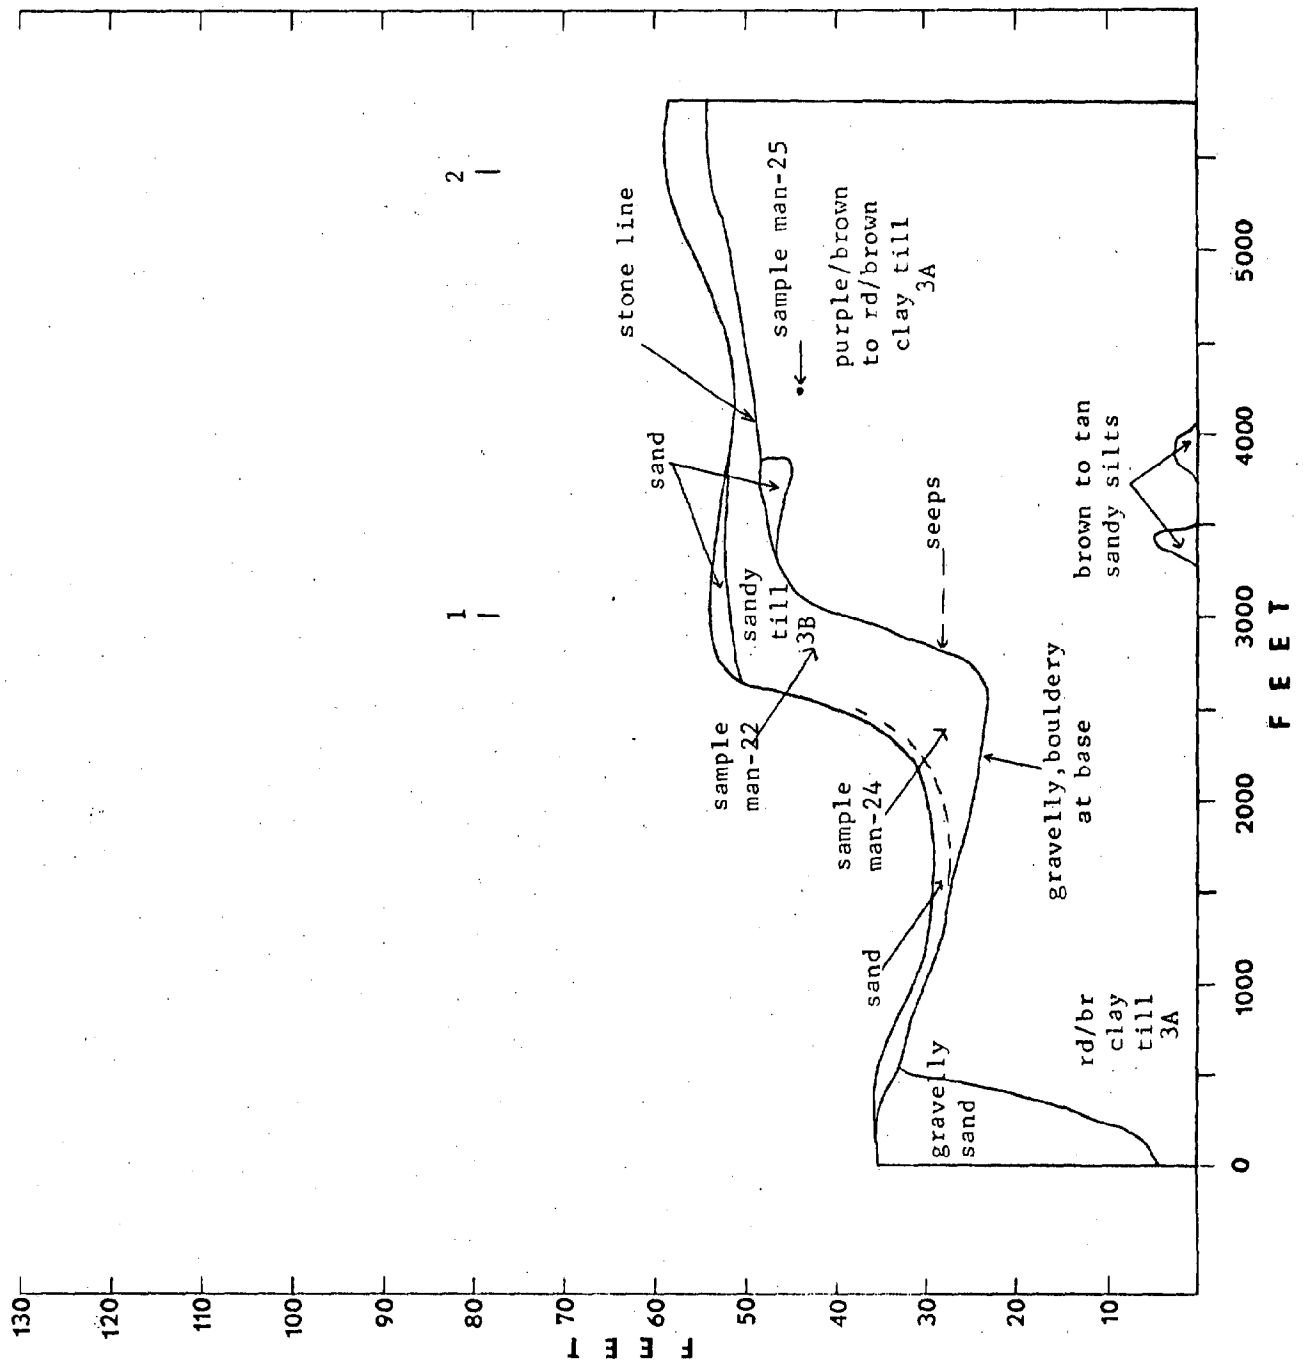 130
120
110
100
90
80
70
60
50
40
30
20
10
FEET
1
2
stone line
sand
sample man-25
purple/brown
to rd/brown
clay till
3A
sandy
till
3B
sample
man-22
seeps
sample
man-24
sand
gravelly,bouldery
at base
brown to tan
sandy silts
gravelly
sand
rd/br
clay
till
3A
0
1000
2000
3000
4000
5000
FEET